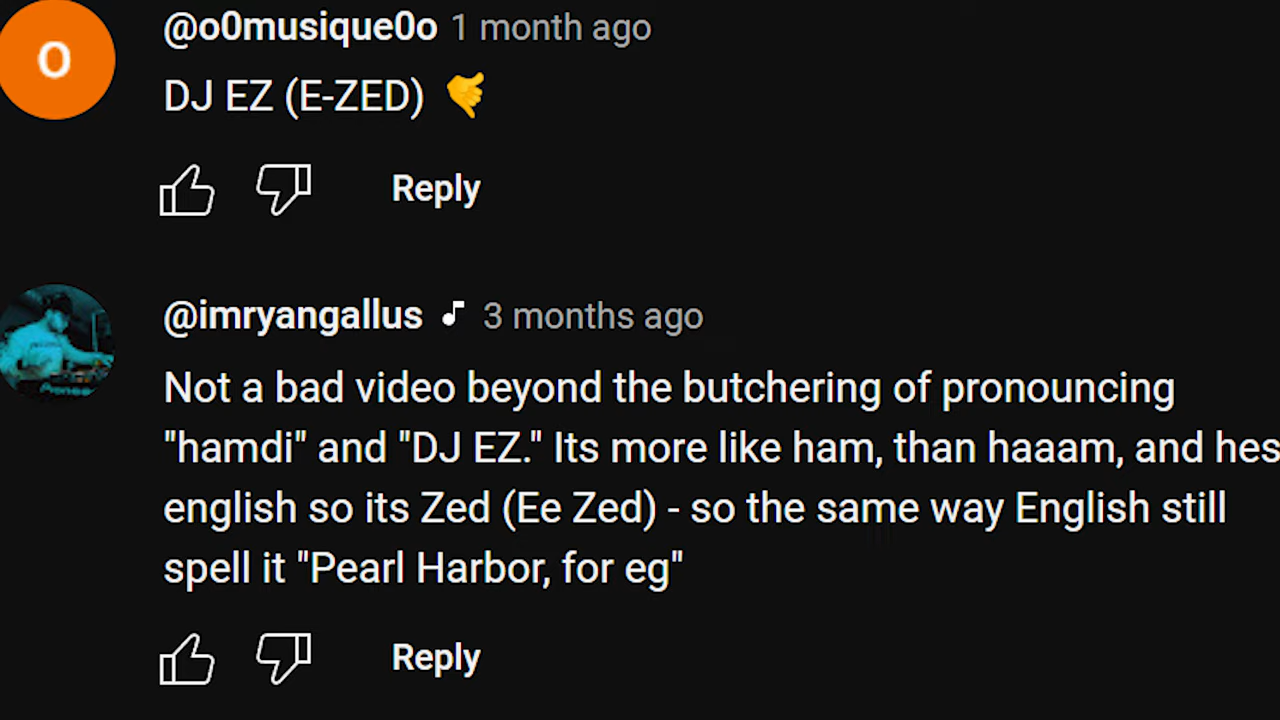 O
@o0musique0o 1 month ago
DJ EZ (E-ZED) 🤙
Reply
@imryangallus 3 months ago
Not a bad video beyond the butchering of pronouncing
"hamdi" and "DJ EZ." Its more like ham, than haaam, and hes
english so its Zed (Ee Zed) - so the same way English still
spell it "Pearl Harbor, for eg"
Reply